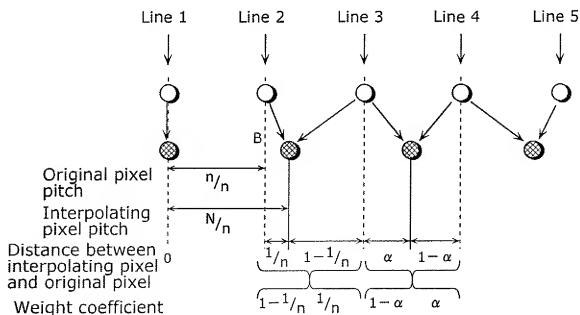 Line 1 Line 2 Line 3 Line 4 Line 5
B
Original pixel pitch n/n
Interpolating pixel pitch N/n
Distance between interpolating pixel and original pixel 0 1/n 1−1/n α 1−α
Weight coefficient 1−1/n 1/n 1−α α